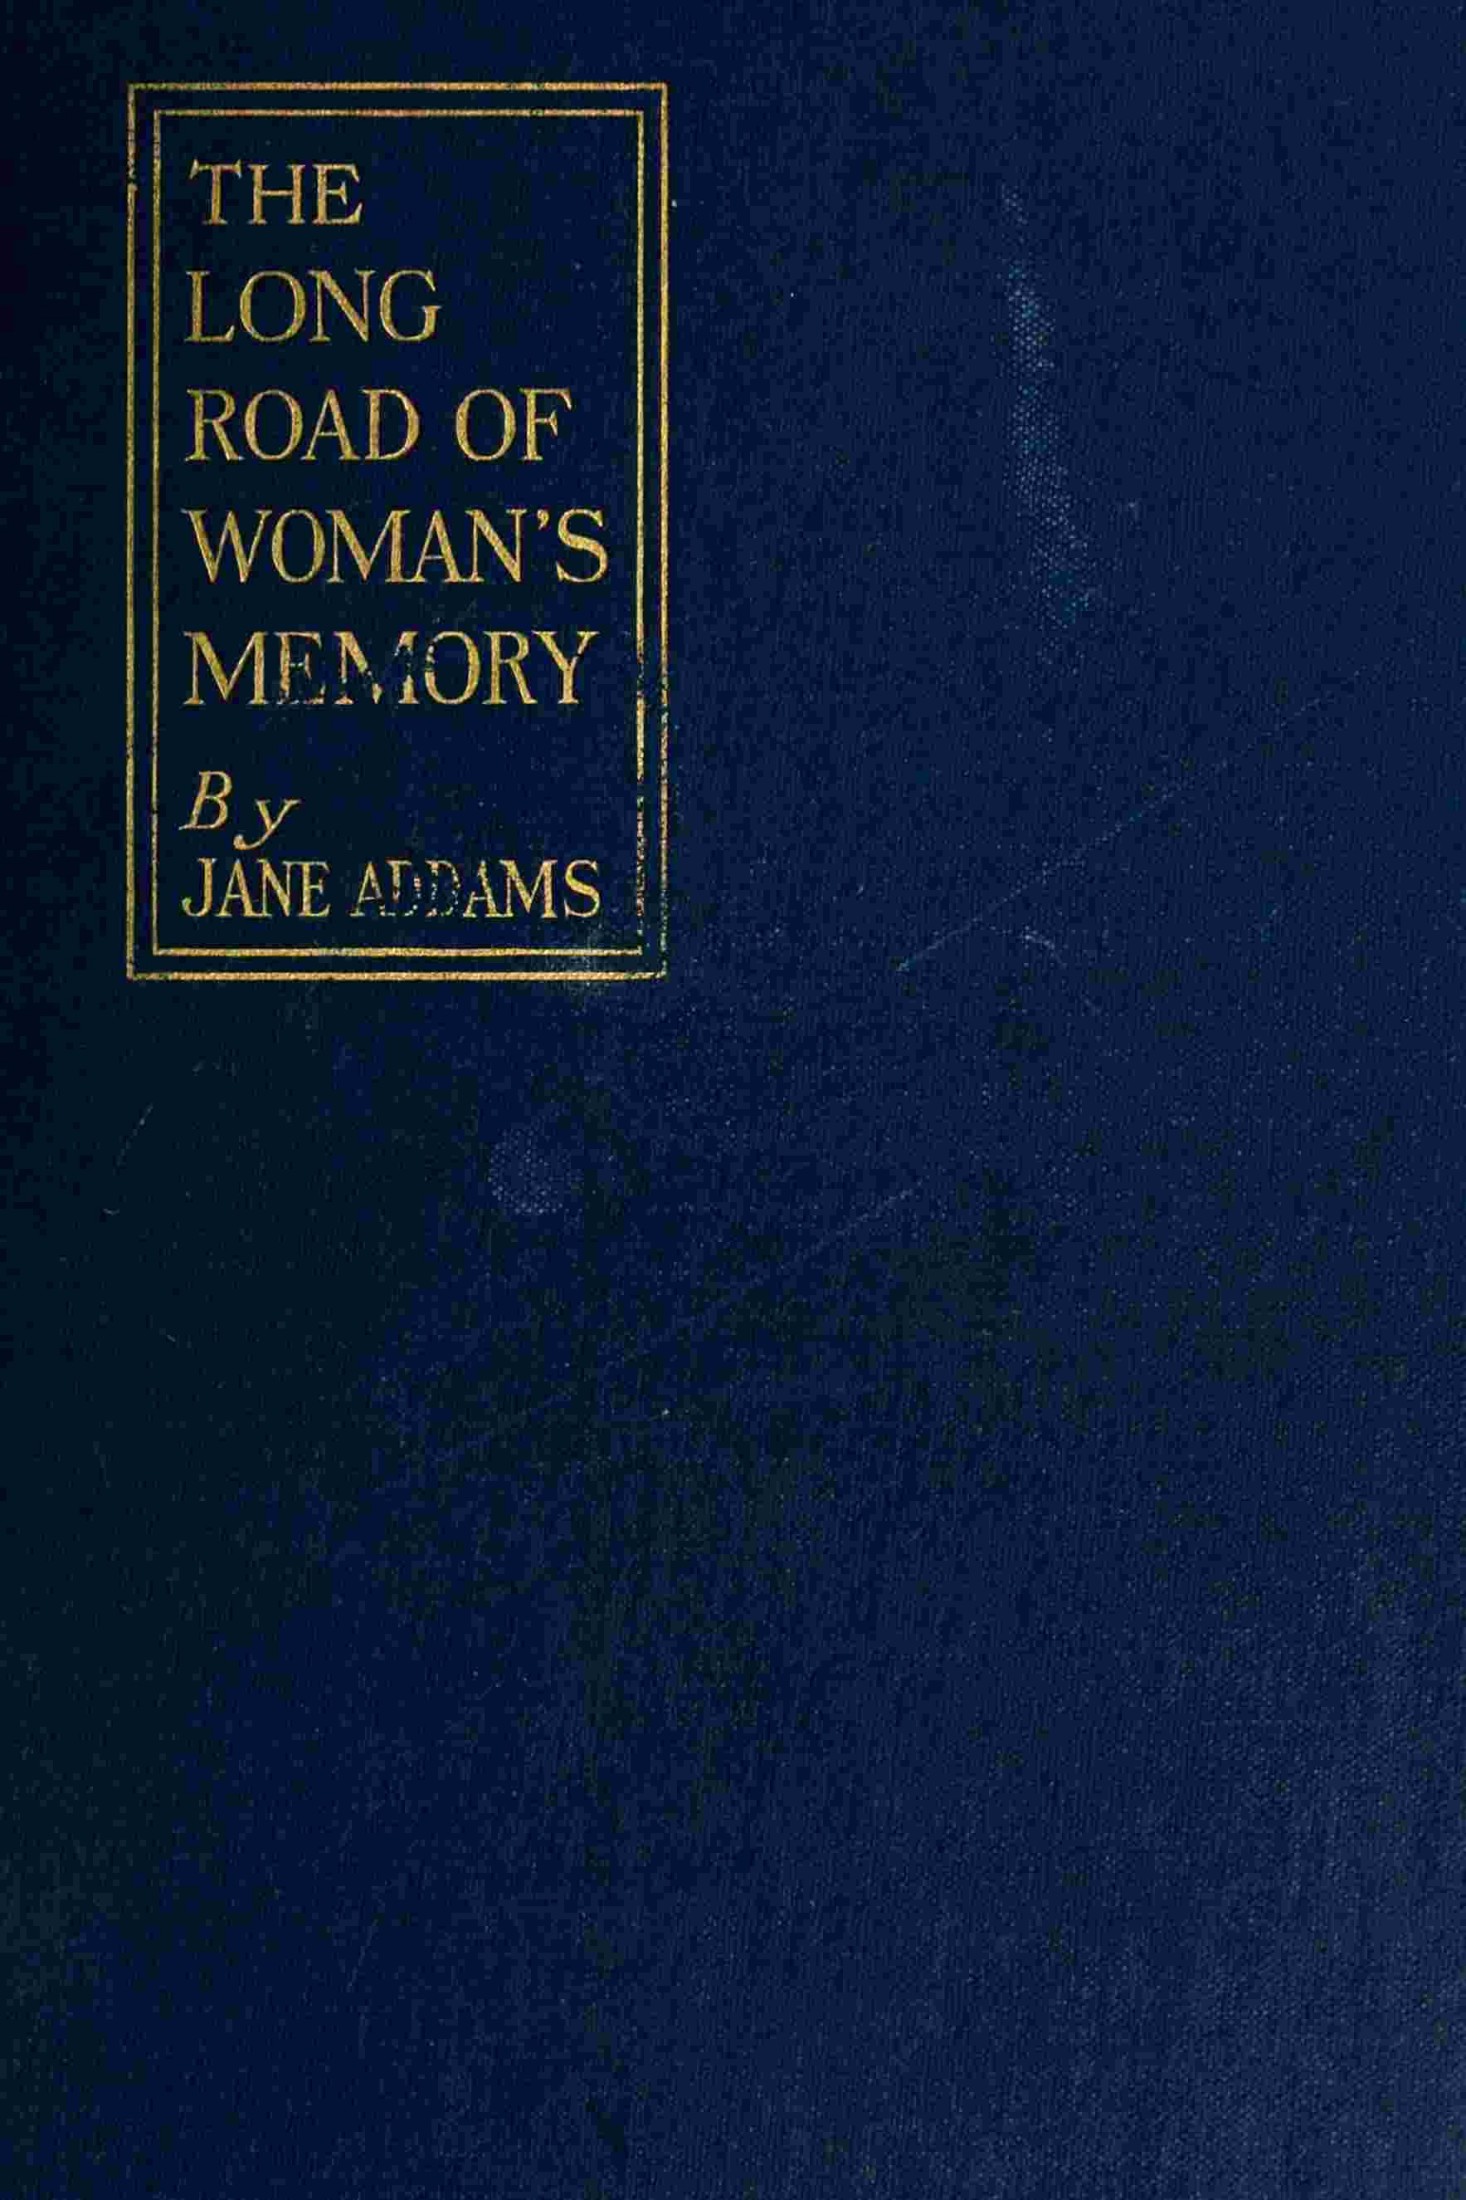 THE
LONG
ROAD OF
WOMAN'S
MEMORY
By
JANE ADDAMS